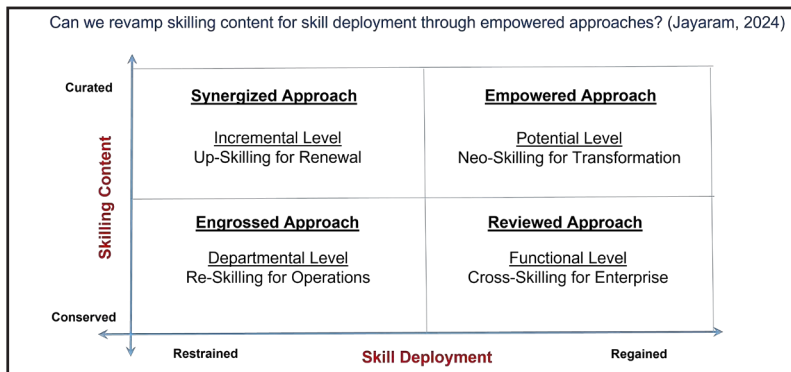 Can we revamp skilling content for skill deployment through empowered approaches? (Jayaram, 2024)
Curated
Synergized Approach
Incremental Level
Up-Skilling for Renewal
Empowered Approach
Potential Level
Neo-Skilling for Transformation
Skilling Content
Engrossed Approach
Departmental Level
Re-Skilling for Operations
Reviewed Approach
Functional Level
Cross-Skilling for Enterprise
Conserved
Restrained
Skill Deployment
Regained